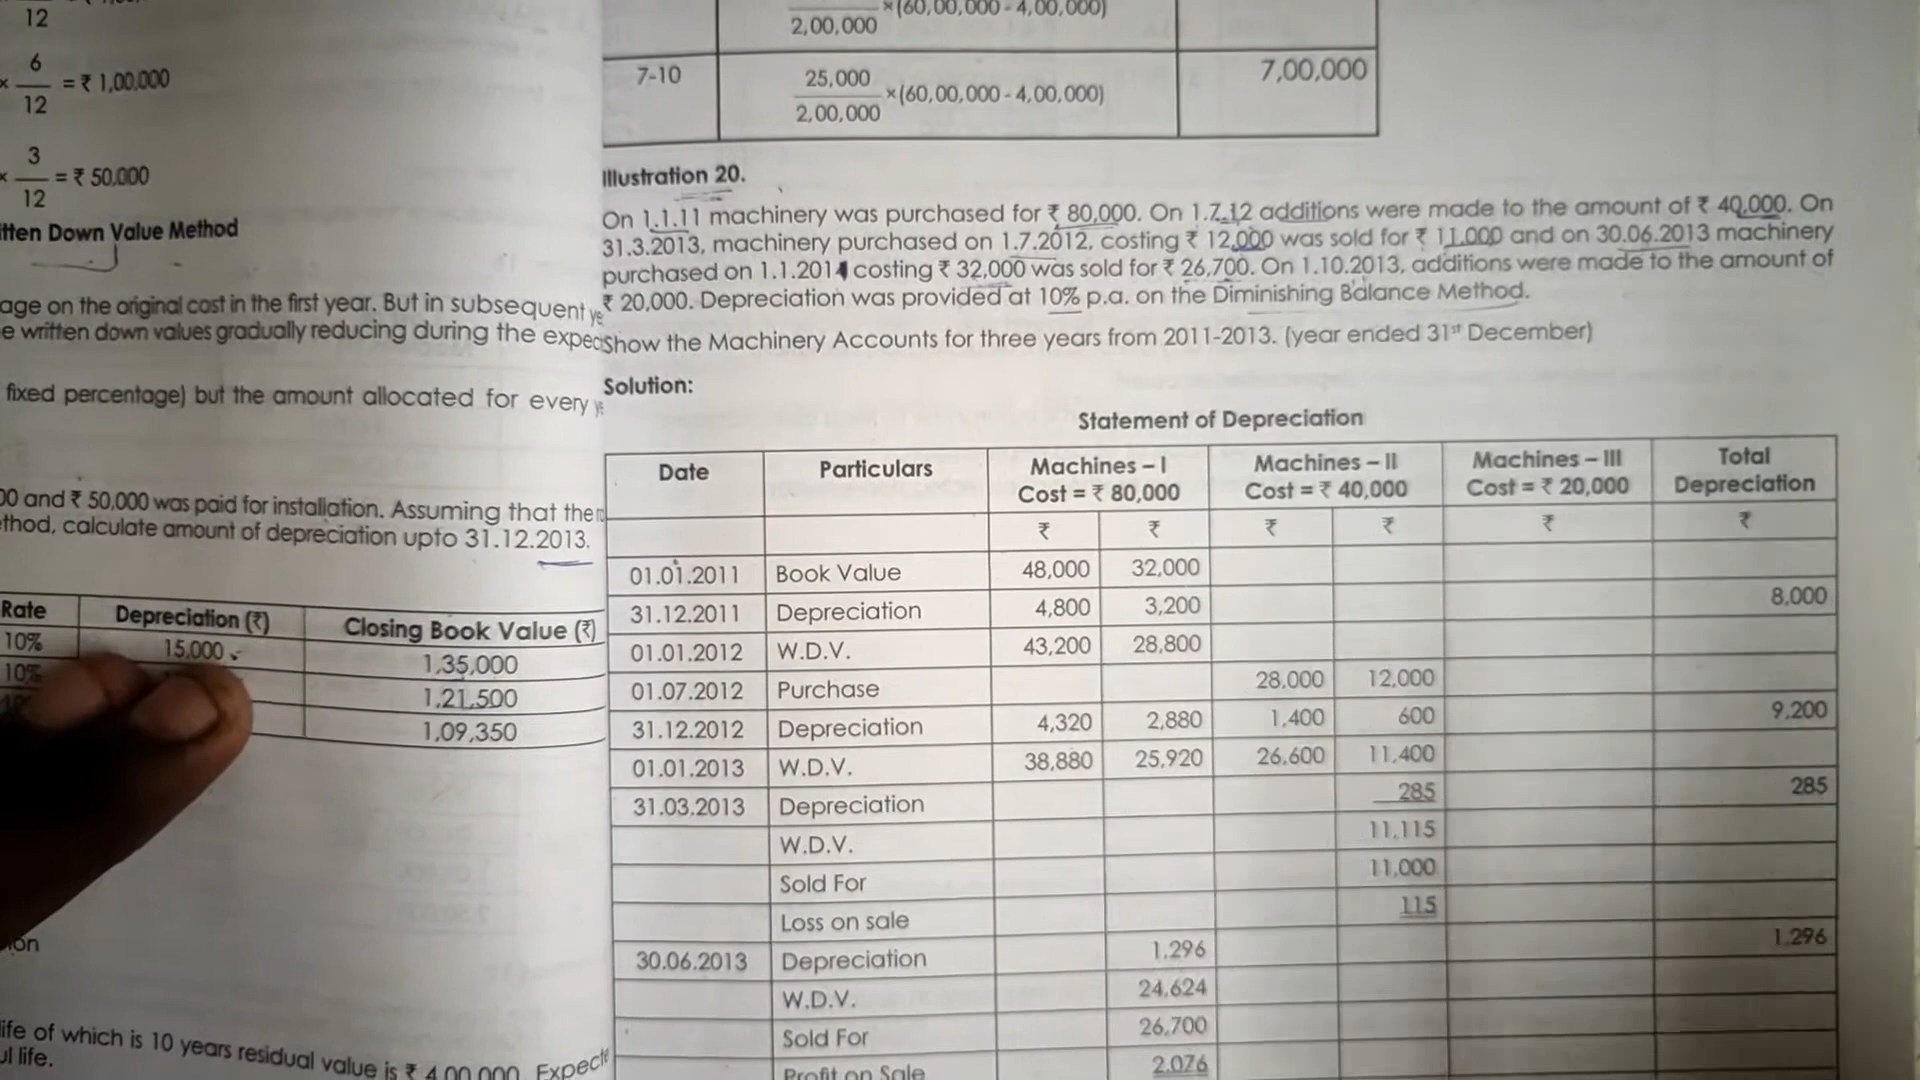 12
× 6/12 = ₹ 1,00,000
× 3/12 = ₹ 50,000
Written Down Value Method
age on the original cost in the first year. But in subsequent ye
e written down values gradually reducing during the expec
fixed percentage) but the amount allocated for every ye
00 and ₹ 50,000 was paid for installation. Assuming that the
thod, calculate amount of depreciation upto 31.12.2013.
Rate Depreciation (₹) Closing Book Value (₹)
10% 15,000 1,35,000
10% 1,21,500
1,09,350
ion
life of which is 10 years residual value is ₹ 4,00,000. Expecte
ul life.
2,00,000 ×(60,00,000 - 4,00,000)
7-10 25,000/2,00,000 ×(60,00,000 - 4,00,000) 7,00,000
Illustration 20.
On 1.1.11 machinery was purchased for ₹ 80,000. On 1.7.12 additions were made to the amount of ₹ 40,000. On
31.3.2013, machinery purchased on 1.7.2012, costing ₹ 12,000 was sold for ₹ 11,000 and on 30.06.2013 machinery
purchased on 1.1.2011 costing ₹ 32,000 was sold for ₹ 26,700. On 1.10.2013, additions were made to the amount of
₹ 20,000. Depreciation was provided at 10% p.a. on the Diminishing Balance Method.
Show the Machinery Accounts for three years from 2011-2013. (year ended 31st December)
Solution:
Statement of Depreciation
Date Particulars Machines – I Machines – II Machines – III Total
Cost = ₹ 80,000 Cost = ₹ 40,000 Cost = ₹ 20,000 Depreciation
₹ ₹ ₹ ₹ ₹ ₹
01.01.2011 Book Value 48,000 32,000
31.12.2011 Depreciation 4,800 3,200 8,000
01.01.2012 W.D.V. 43,200 28,800
01.07.2012 Purchase 28,000 12,000
31.12.2012 Depreciation 4,320 2,880 1,400 600 9,200
01.01.2013 W.D.V. 38,880 25,920 26,600 11,400
31.03.2013 Depreciation 285 285
W.D.V. 11,115
Sold For 11,000
Loss on sale 115
30.06.2013 Depreciation 1,296 1,296
W.D.V. 24,624
Sold For 26,700
Profit on Sale 2,076